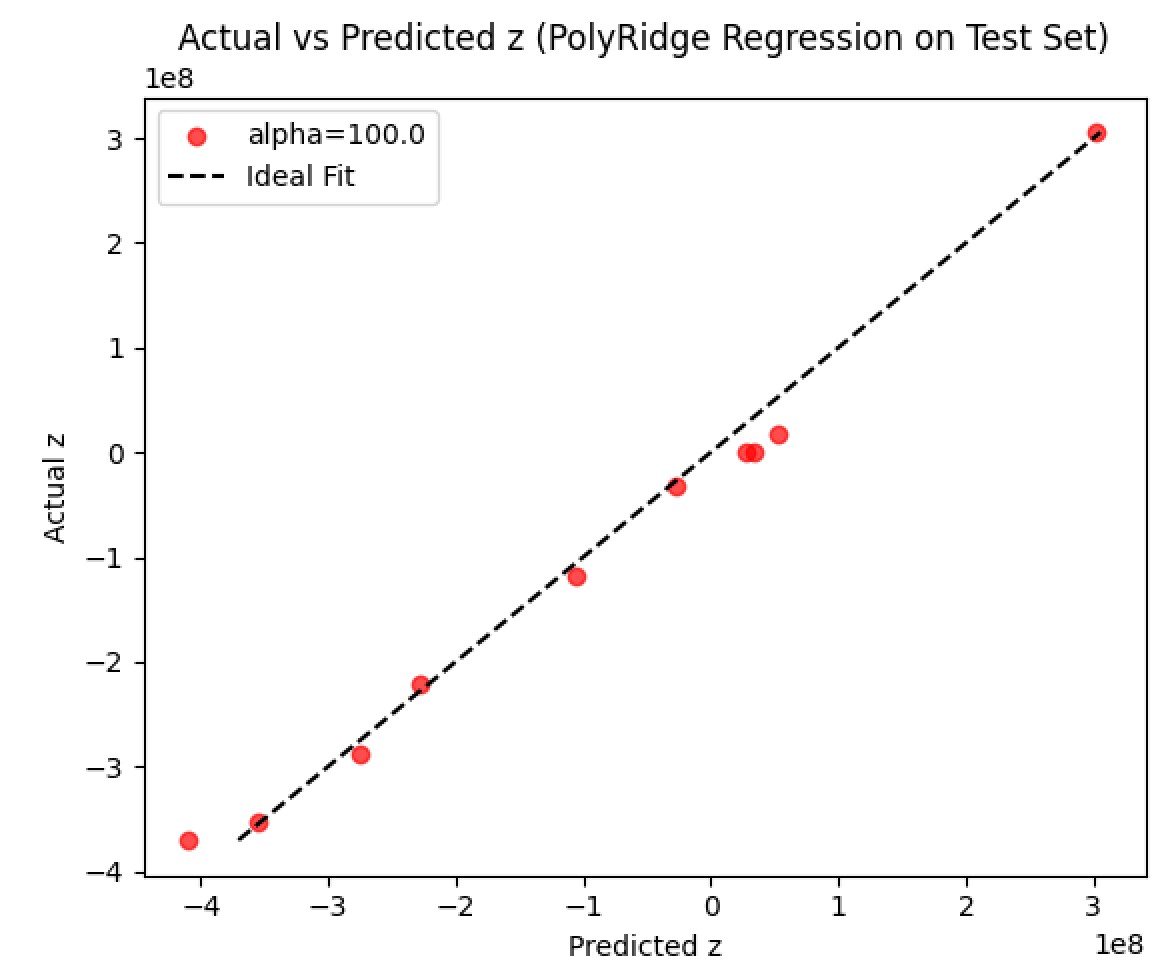 Actual vs Predicted z (PolyRidge Regression on Test Set)
1e8
alpha=100.0
Ideal Fit
3
2
1
0
−1
−2
−3
−4
Actual z
−4 −3 −2 −1 0 1 2 3
Predicted z
1e8